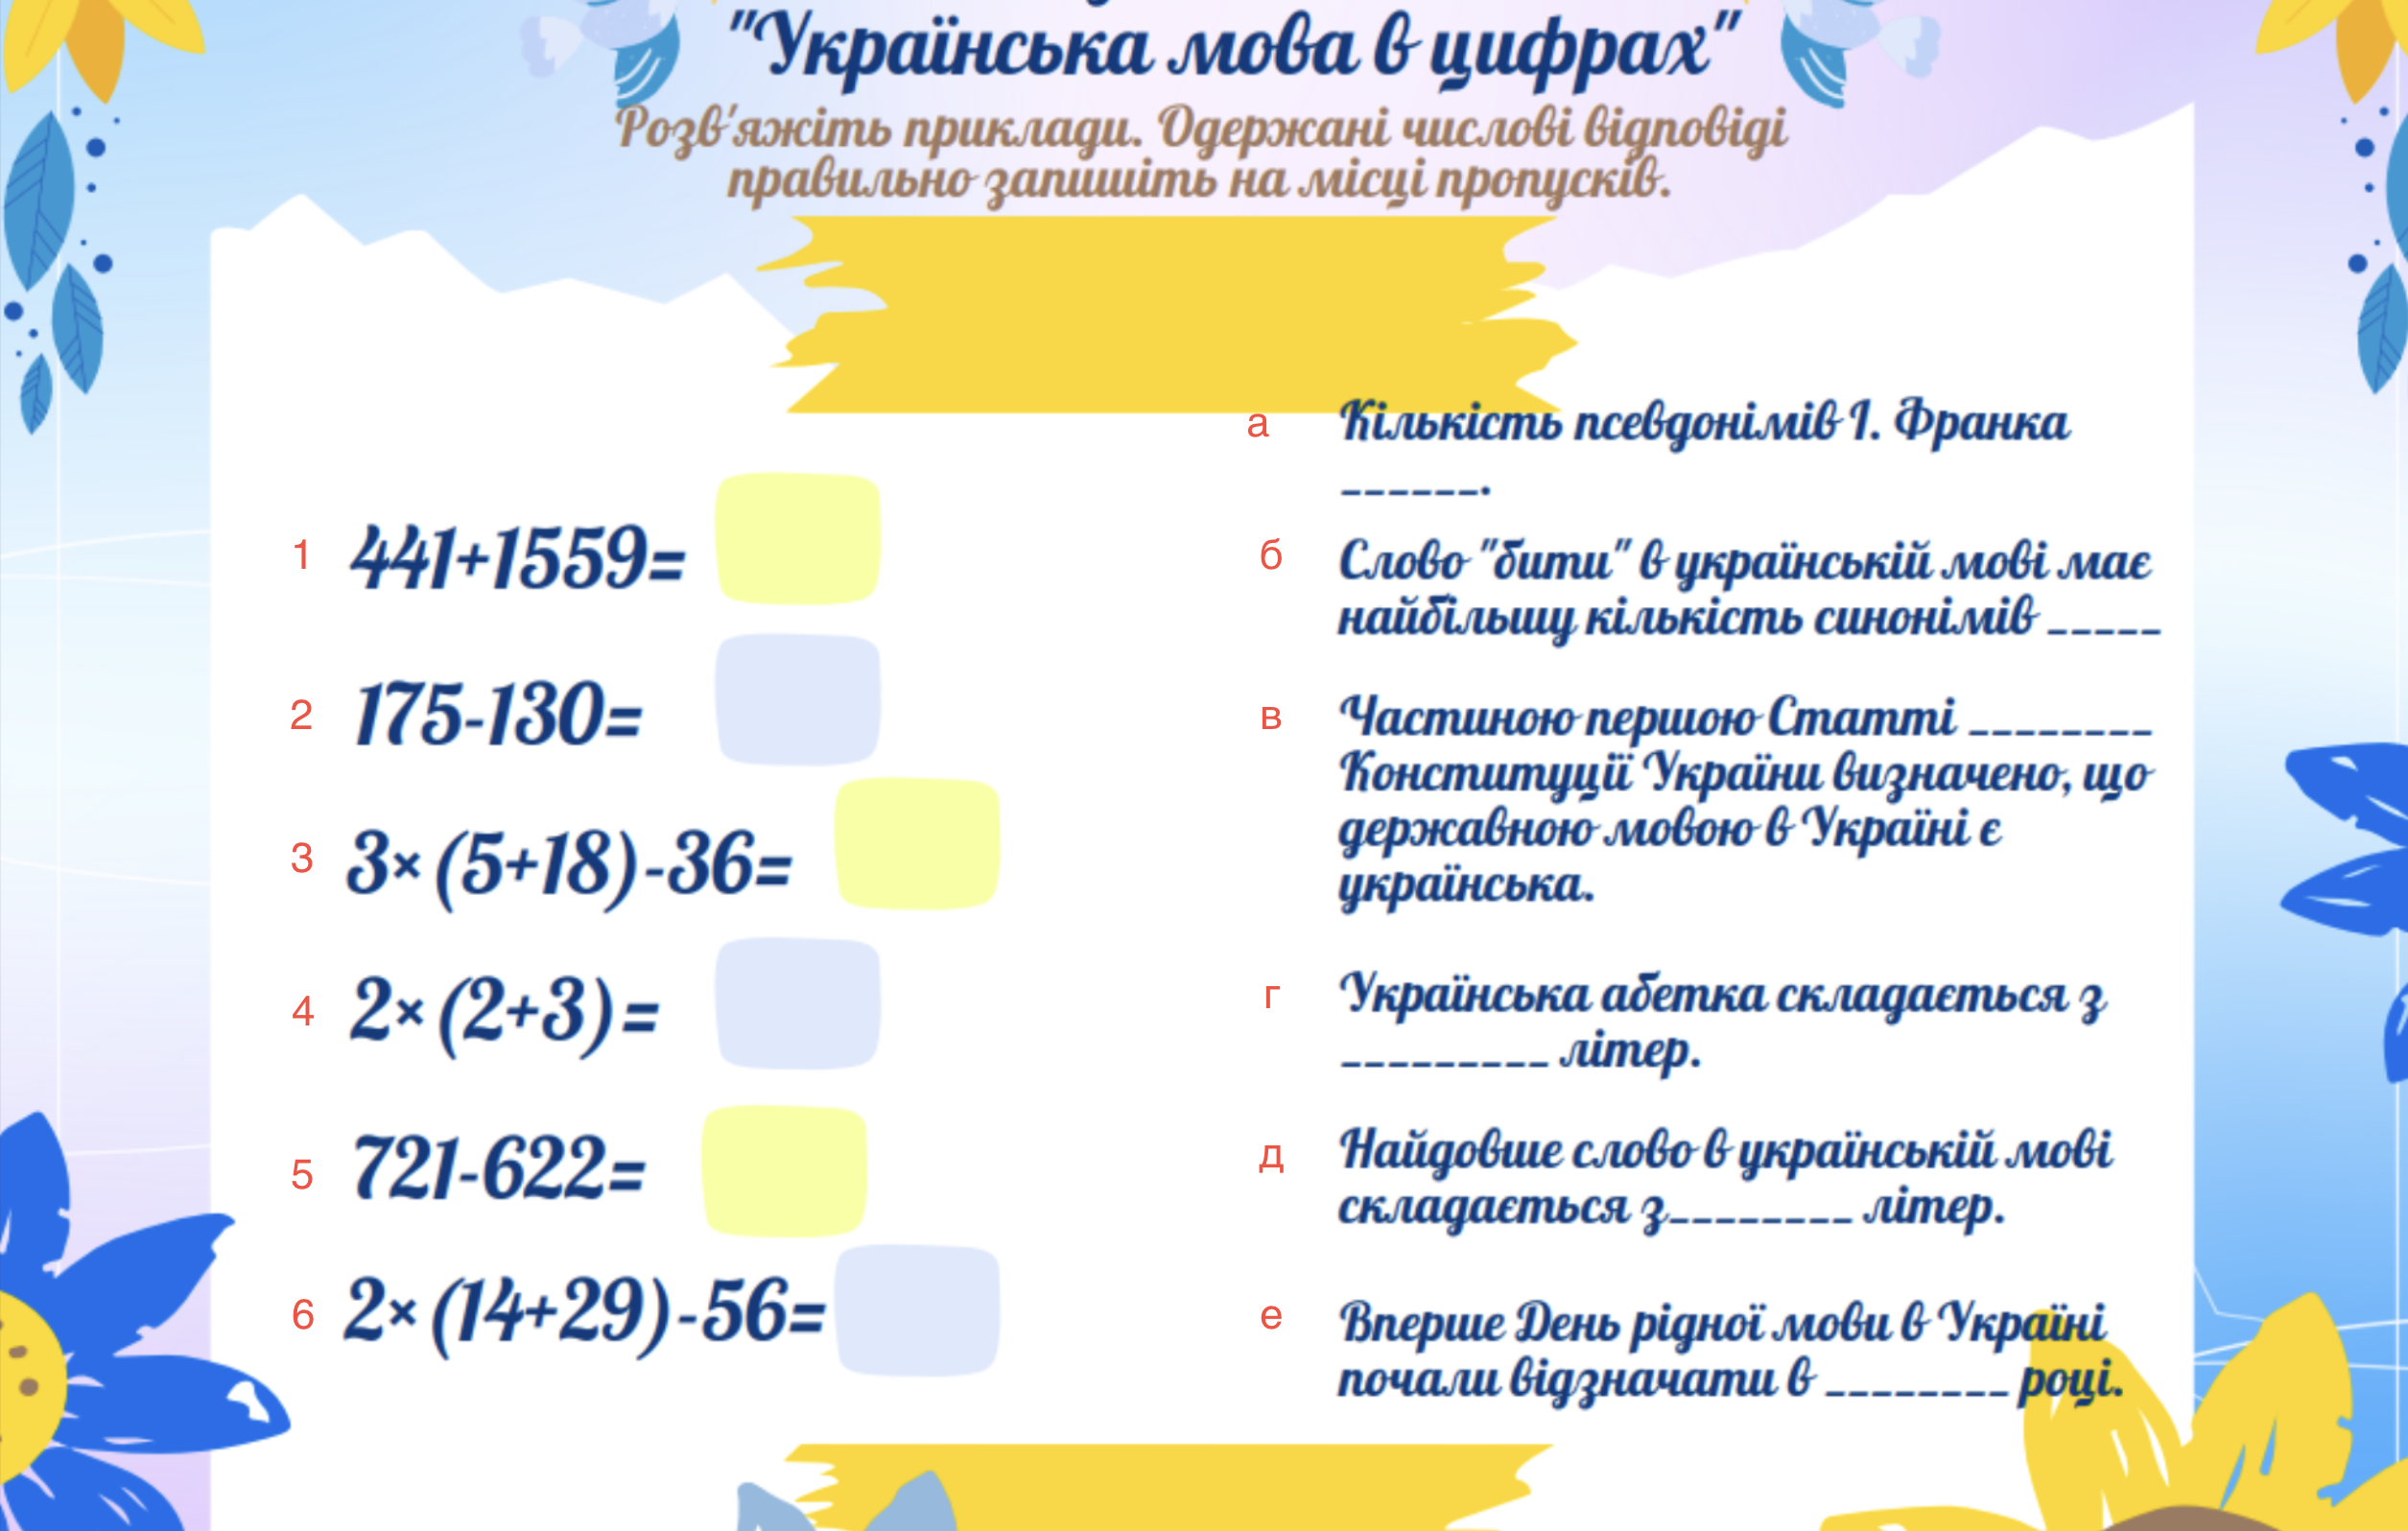 "Українська мова в цифрах"
Розв'яжіть приклади. Одержані числові відповіді
правильно запишіть на місці пропусків.
1 441+1559=
2 175-130=
3 3×(5+18)-36=
4 2×(2+3)=
5 721-622=
6 2×(14+29)-56=
а Кількість псевдонімів І. Франка
______.
б Слово "бити" в українській мові має
найбільшу кількість синонімів _____
в Частиною першою Статті ________
Конституції України визначено, що
державною мовою в Україні є
українська.
г Українська абетка складається з
_________ літер.
д Найдовше слово в українській мові
складається з________ літер.
е Вперше День рідної мови в Україні
почали відзначати в ________ році.